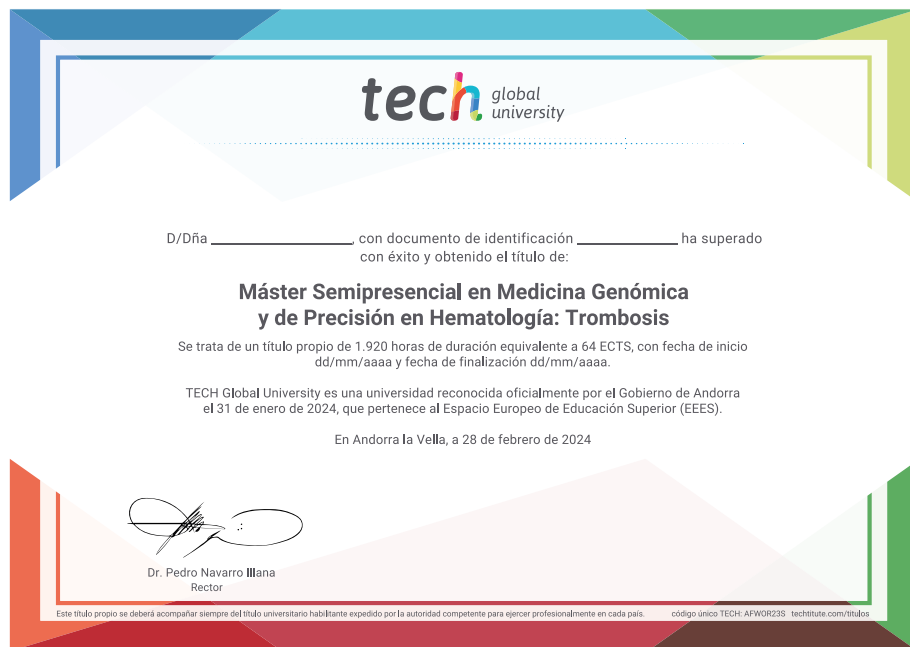 tech global
university
D/Dña ____________________, con documento de identificación ______________ ha superado
con éxito y obtenido el título de:
Máster Semipresencial en Medicina Genómica
y de Precisión en Hematología: Trombosis
Se trata de un título propio de 1.920 horas de duración equivalente a 64 ECTS, con fecha de inicio
dd/mm/aaaa y fecha de finalización dd/mm/aaaa.
TECH Global University es una universidad reconocida oficialmente por el Gobierno de Andorra
el 31 de enero de 2024, que pertenece al Espacio Europeo de Educación Superior (EEES).
En Andorra la Vella, a 28 de febrero de 2024
Dr. Pedro Navarro Illana
Rector
Este título propio se deberá acompañar siempre del título universitario habilitante expedido por la autoridad competente para ejercer profesionalmente en cada país. código único TECH: AFWOR23S techtitute.com/titulos